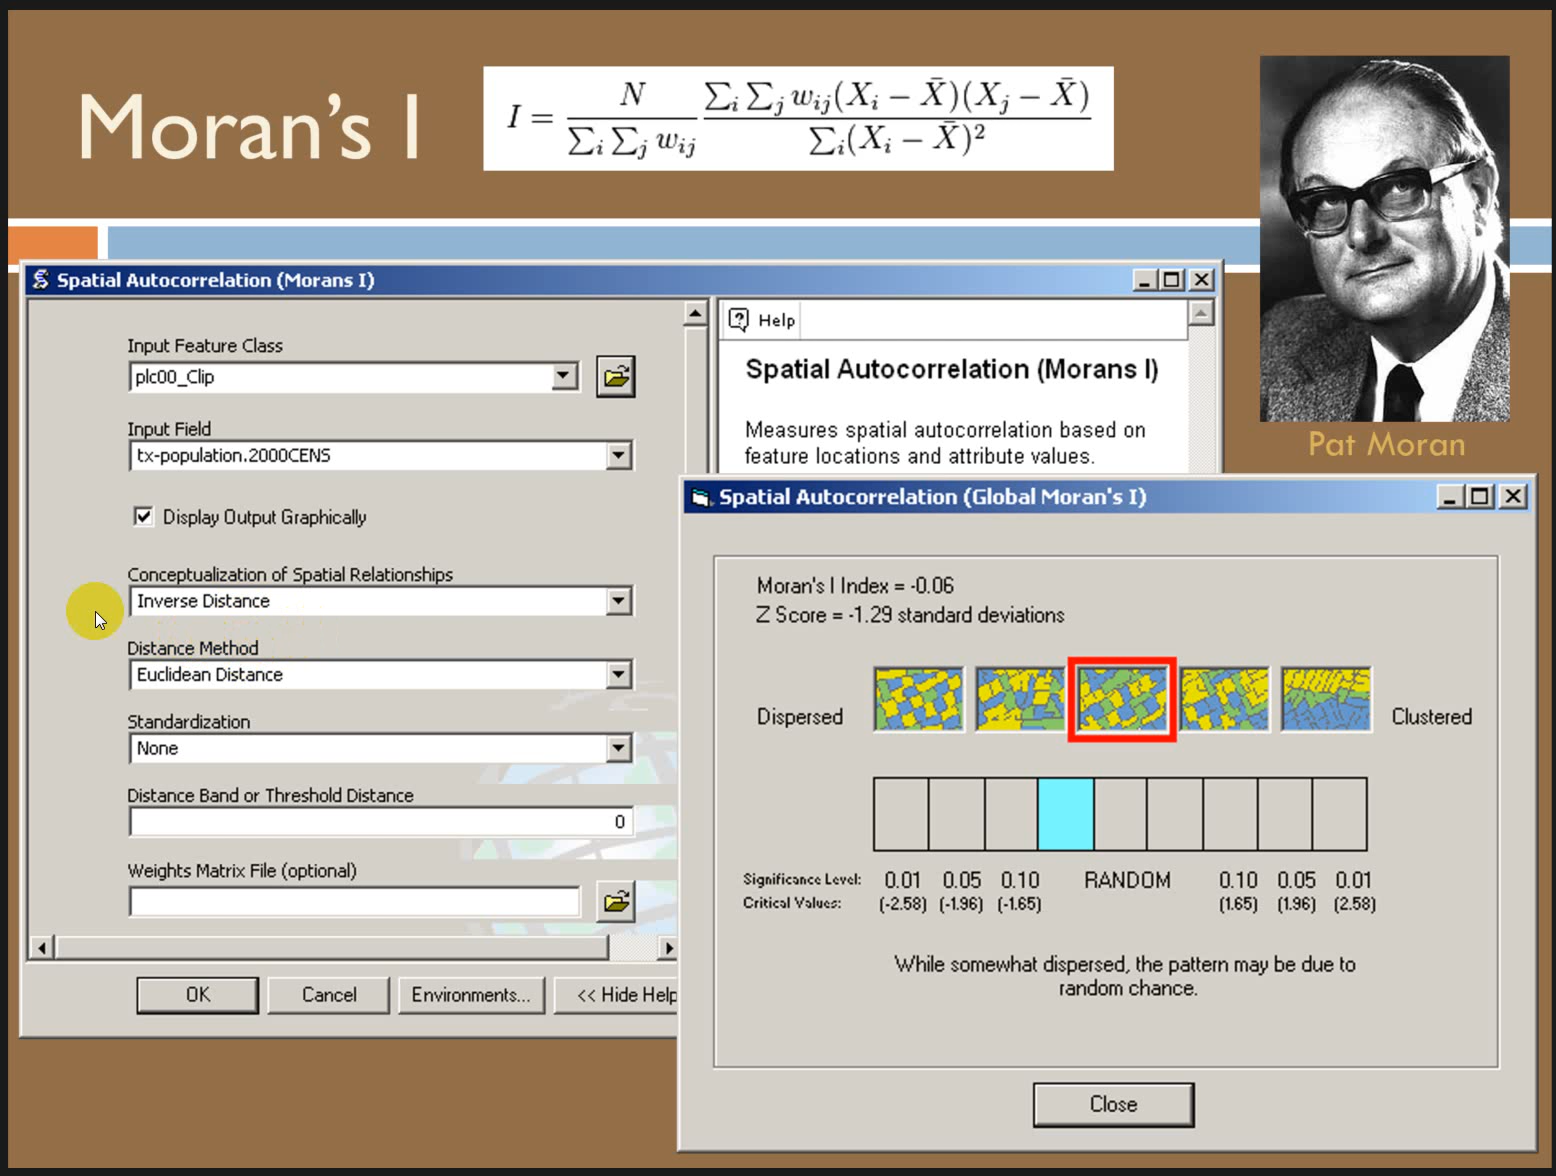 Moran's I
I = N / ∑i ∑j wij ∑i ∑j wij(Xi − X̄)(Xj − X̄) / ∑i(Xi − X̄)²
Pat Moran
Spatial Autocorrelation (Morans I)
Input Feature Class
plc00_Clip
Input Field
tx-population.2000CENS
Display Output Graphically
Conceptualization of Spatial Relationships
Inverse Distance
Distance Method
Euclidean Distance
Standardization
None
Distance Band or Threshold Distance
0
Weights Matrix File (optional)
OK Cancel Environments... << Hide Help
Help
Spatial Autocorrelation (Morans I)
Measures spatial autocorrelation based on
feature locations and attribute values.
Spatial Autocorrelation (Global Moran's I)
Moran's I Index = -0.06
Z Score = -1.29 standard deviations
Dispersed Clustered
Significance Level: 0.01 0.05 0.10 RANDOM 0.10 0.05 0.01
Critical Values: (-2.58) (-1.96) (-1.65) (1.65) (1.96) (2.58)
While somewhat dispersed, the pattern may be due to
random chance.
Close